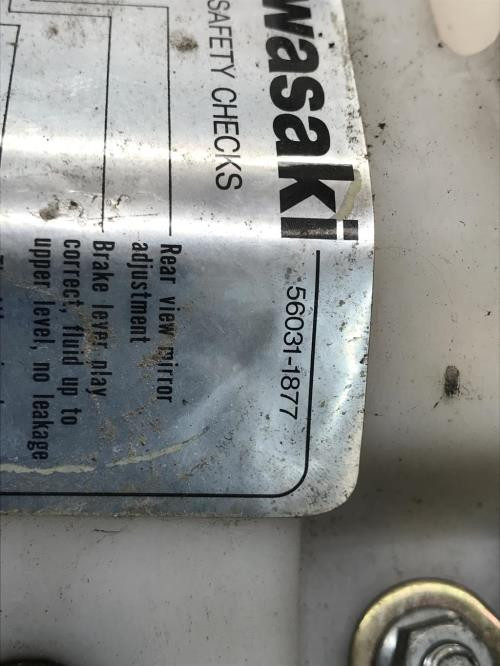 wasaki
56031-1877
SAFETY CHECKS
Rear view mirror
adjustment
Brake lever play
correct, fluid up to
upper level, no leakage